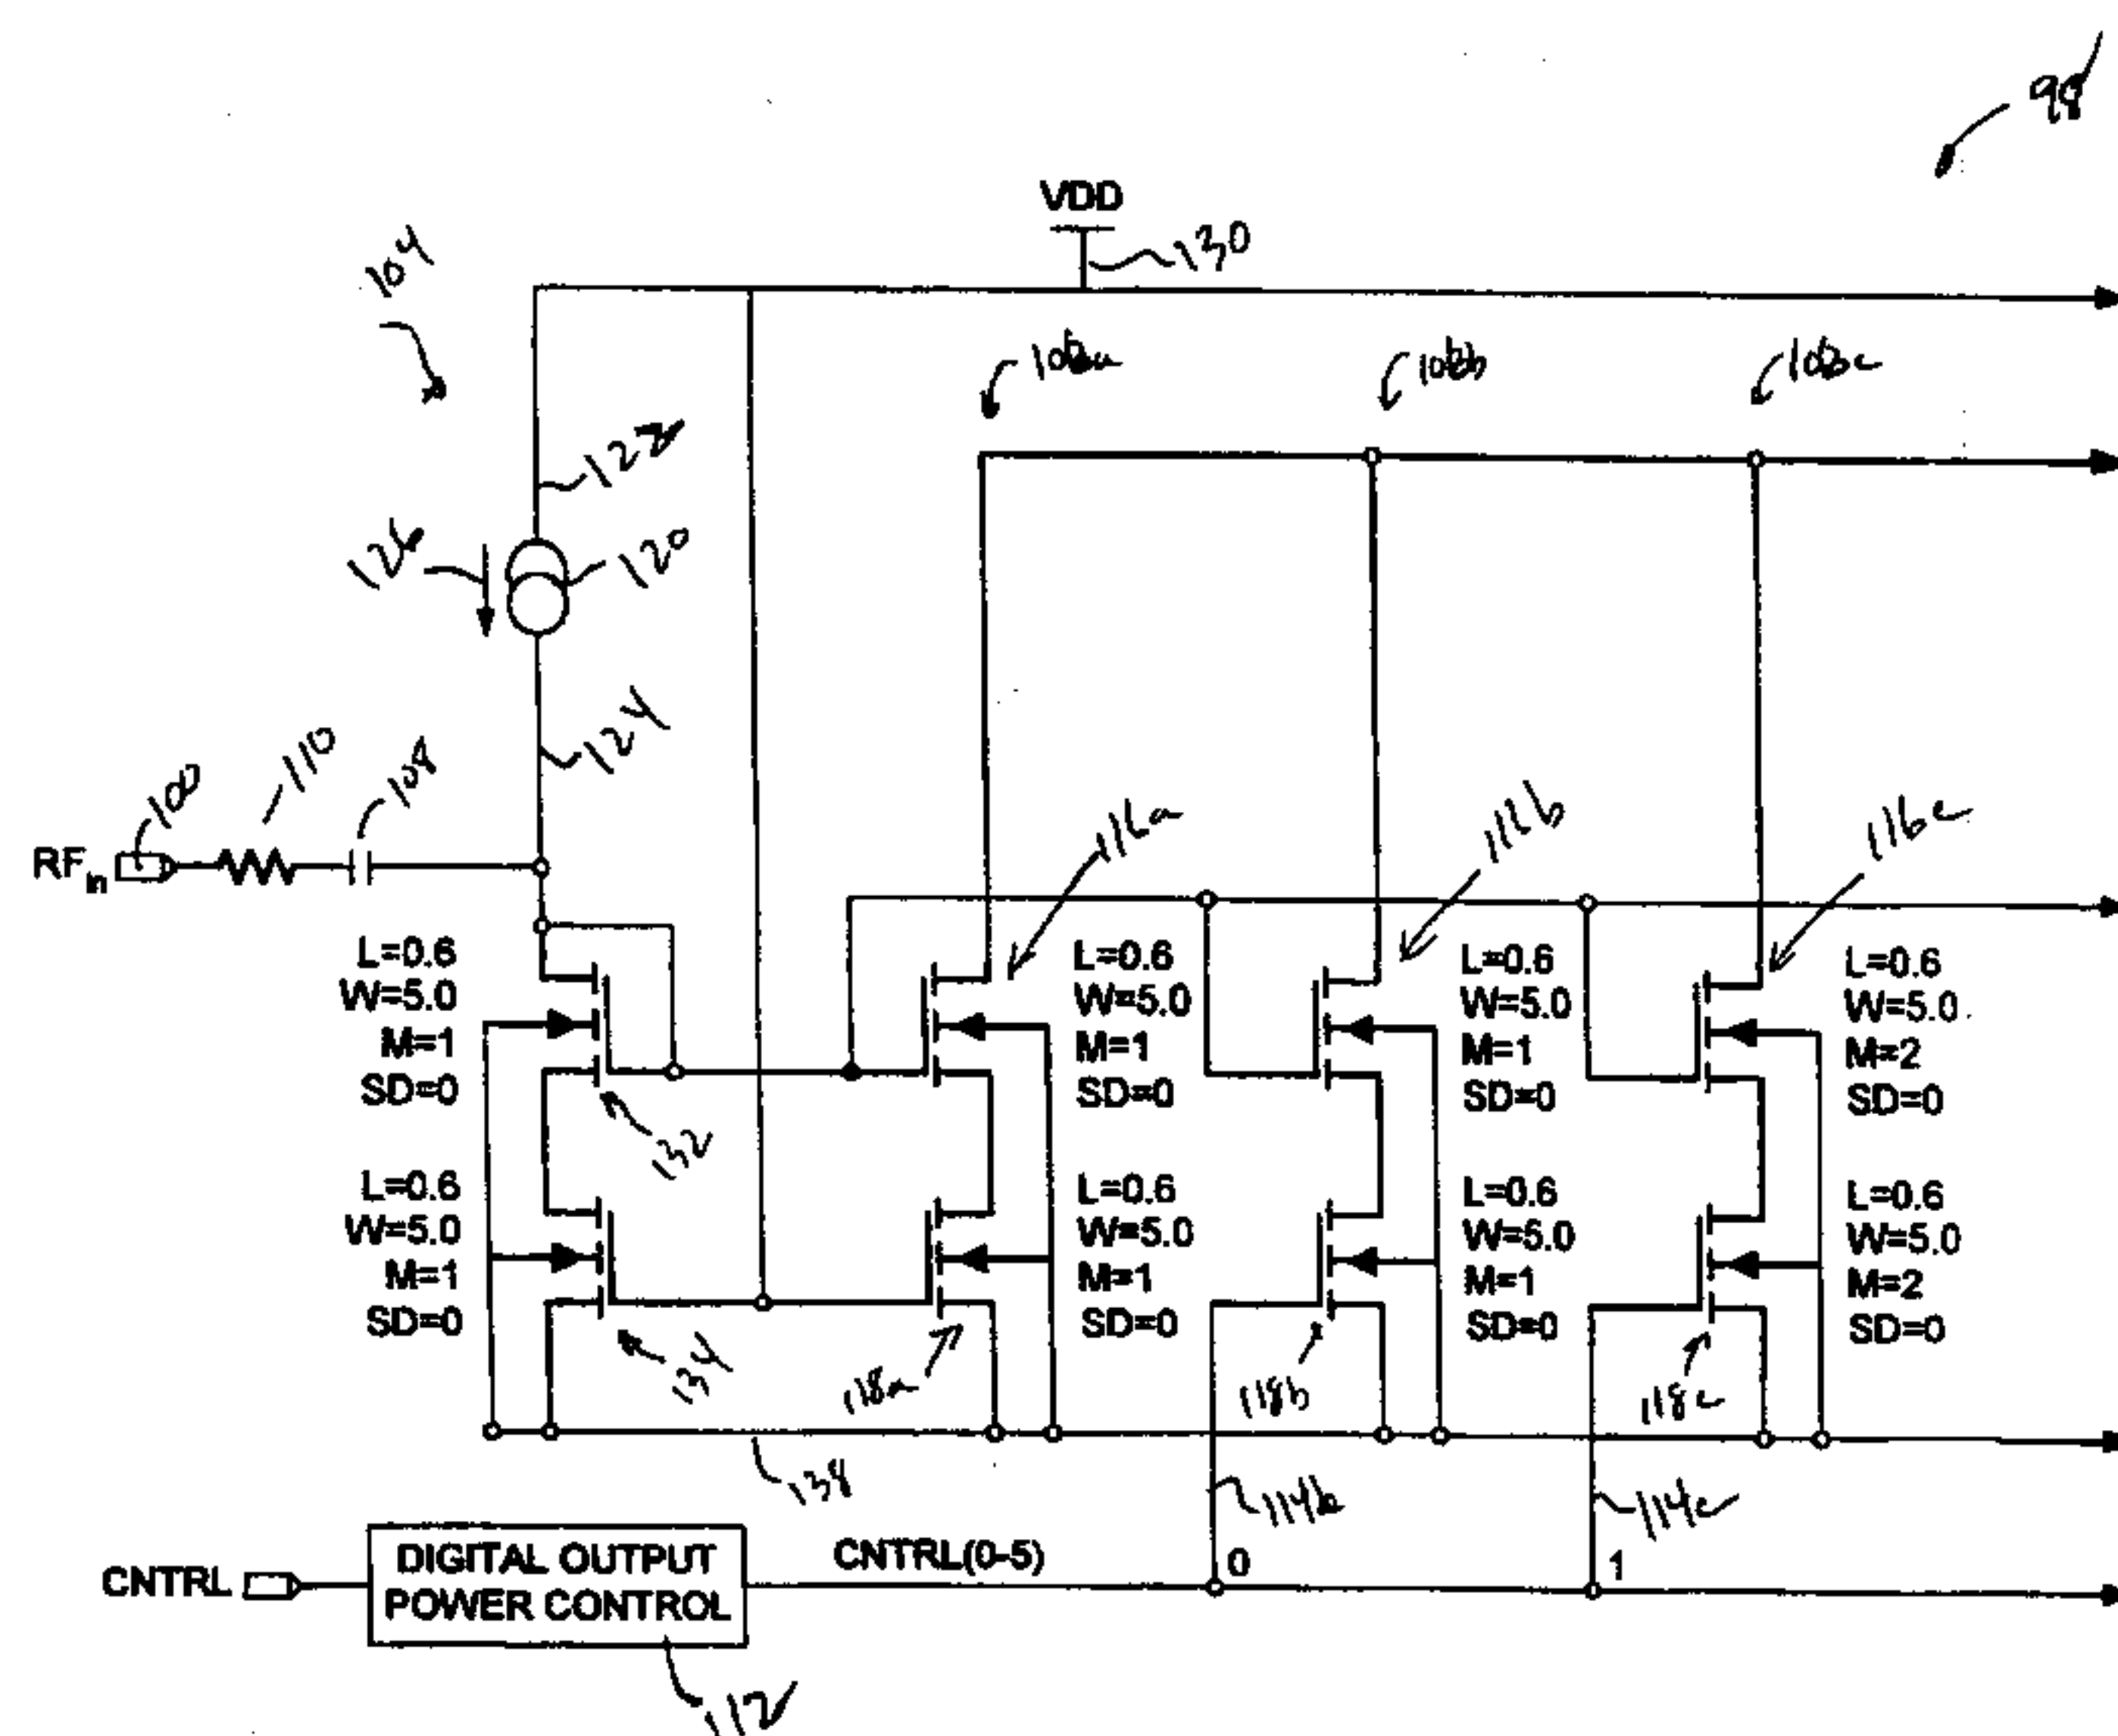 98
VDD
130
104
106a
106b
106c
122
126
120
124
100
110
108
RFin
116a
116b
116c
L=0.6
W=5.0
M=1
SD=0
L=0.6
W=5.0
M=1
SD=0
L=0.6
W=5.0
M=1
SD=0
L=0.6
W=5.0
M=2
SD=0
132
L=0.6
W=5.0
M=1
SD=0
L=0.6
W=5.0
M=1
SD=0
L=0.6
W=5.0
M=1
SD=0
L=0.6
W=5.0
M=2
SD=0
134
118a
118b
118c
138
114b
114c
CNTRL
DIGITAL OUTPUT
POWER CONTROL
CNTRL(0-5)
0
1
112